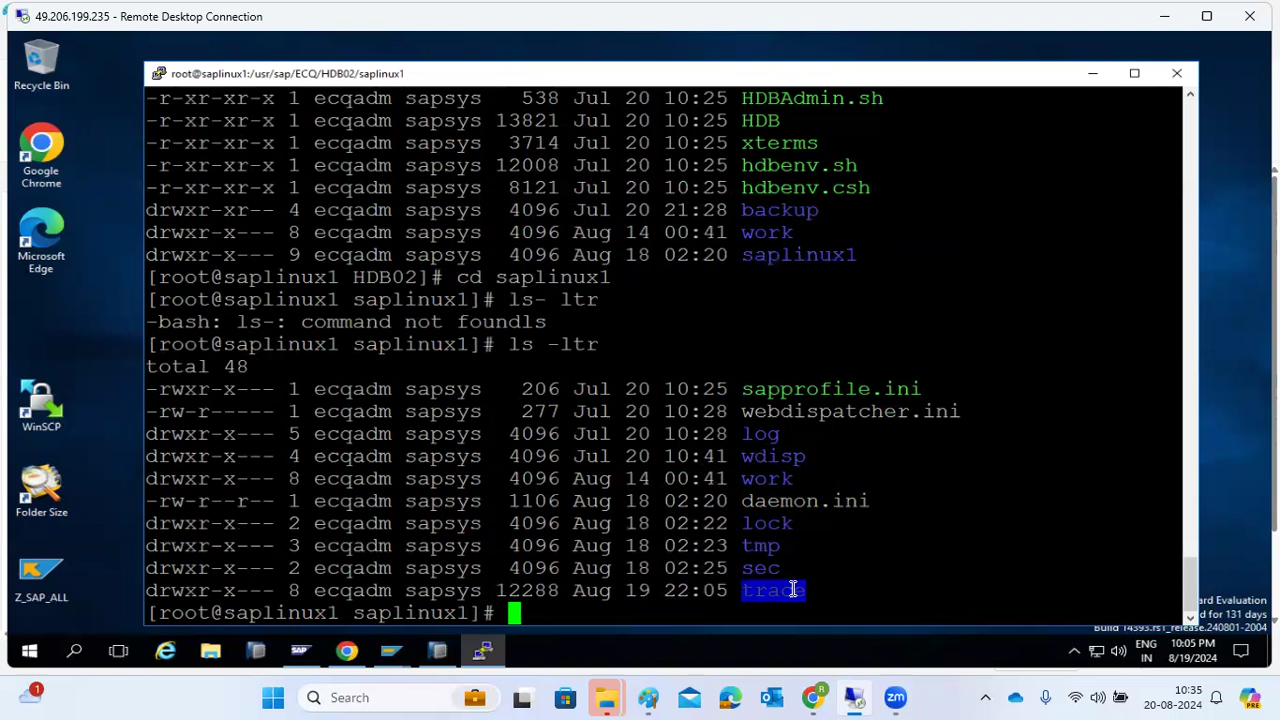 49.206.199.235 - Remote Desktop Connection
Recycle Bin
Google
Chrome
Microsoft
Edge
WinSCP
Folder Size
Z_SAP_ALL
root@saplinux1:/usr/sap/ECQ/HDB02/saplinux1
-r-xr-xr-x 1 ecqadm sapsys 538 Jul 20 10:25 HDBAdmin.sh
-r-xr-xr-x 1 ecqadm sapsys 13821 Jul 20 10:25 HDB
-r-xr-xr-x 1 ecqadm sapsys 3714 Jul 20 10:25 xterms
-r-xr-xr-x 1 ecqadm sapsys 12008 Jul 20 10:25 hdbenv.sh
-r-xr-xr-x 1 ecqadm sapsys 8121 Jul 20 10:25 hdbenv.csh
drwxr-xr-- 4 ecqadm sapsys 4096 Jul 20 21:28 backup
drwxr-x--- 8 ecqadm sapsys 4096 Aug 14 00:41 work
drwxr-x--- 9 ecqadm sapsys 4096 Aug 18 02:20 saplinux1
[root@saplinux1 HDB02]# cd saplinux1
[root@saplinux1 saplinux1]# ls- ltr
-bash: ls-: command not foundls
[root@saplinux1 saplinux1]# ls -ltr
total 48
-rwxr-x--- 1 ecqadm sapsys 206 Jul 20 10:25 sapprofile.ini
-rw-r----- 1 ecqadm sapsys 277 Jul 20 10:28 webdispatcher.ini
drwxr-x--- 5 ecqadm sapsys 4096 Jul 20 10:28 log
drwxr-x--- 4 ecqadm sapsys 4096 Jul 20 10:41 wdisp
drwxr-x--- 8 ecqadm sapsys 4096 Aug 14 00:41 work
-rw-r--r-- 1 ecqadm sapsys 1106 Aug 18 02:20 daemon.ini
drwxr-x--- 2 ecqadm sapsys 4096 Aug 18 02:22 lock
drwxr-x--- 3 ecqadm sapsys 4096 Aug 18 02:23 tmp
drwxr-x--- 2 ecqadm sapsys 4096 Aug 18 02:25 sec
drwxr-x--- 8 ecqadm sapsys 12288 Aug 19 22:05 trace
[root@saplinux1 saplinux1]#
ard Evaluation
d for 131 days
Build 14393.rs1_release.240801-2004
ENG
IN
10:05 PM
8/19/2024
Search
10:35
20-08-2024